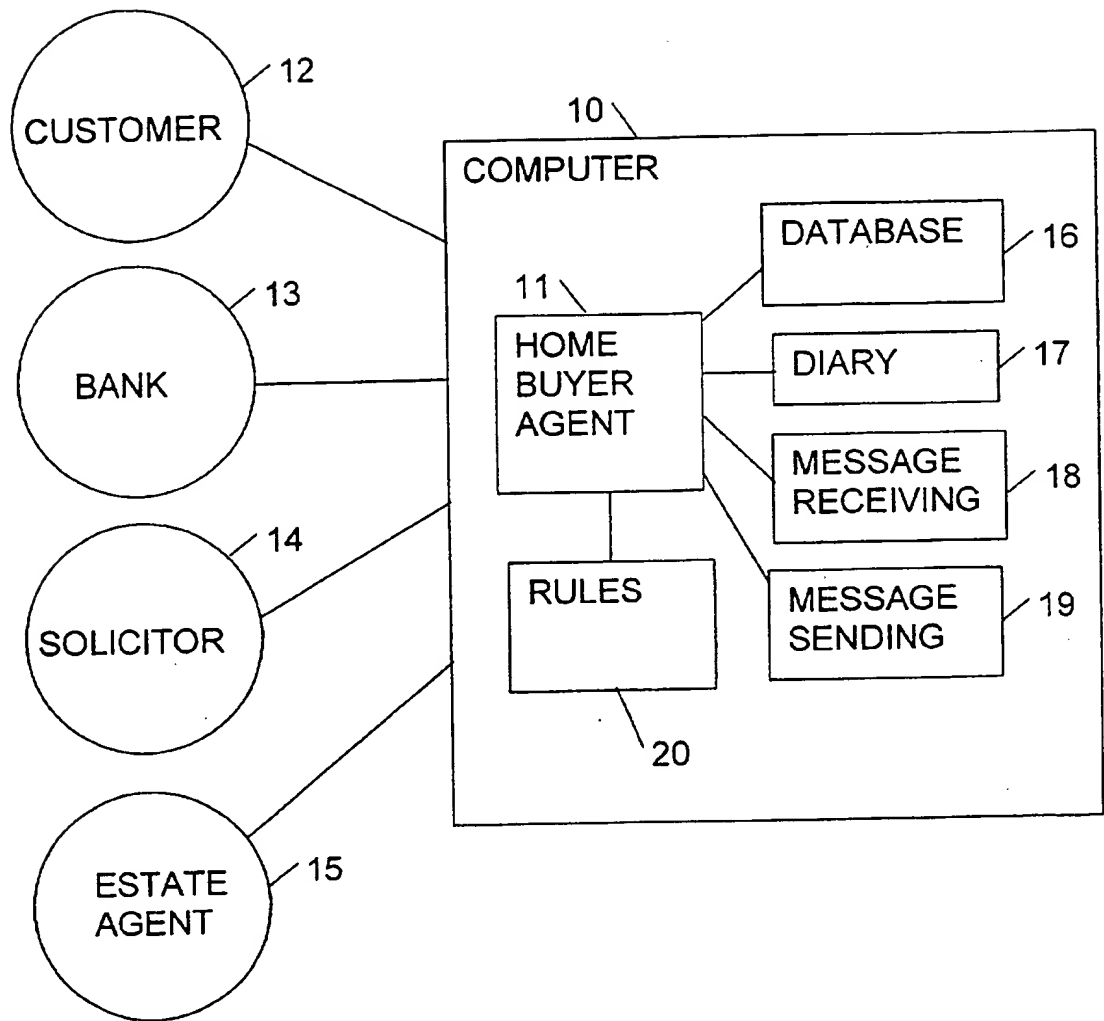 12
CUSTOMER
10
COMPUTER
DATABASE
16
13
11
HOME
BUYER
AGENT
BANK
DIARY
17
MESSAGE
RECEIVING
18
14
SOLICITOR
RULES
MESSAGE
SENDING
19
20
15
ESTATE
AGENT